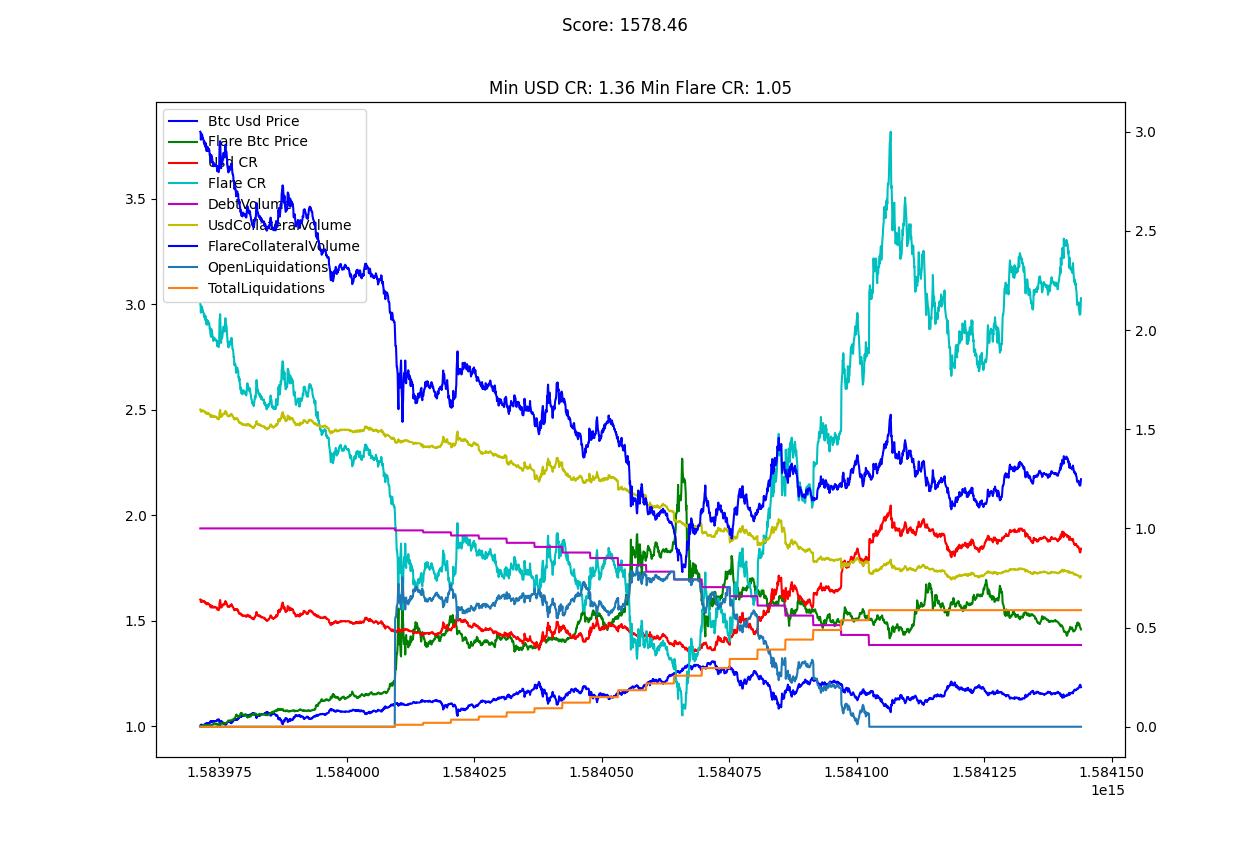 Score: 1578.46
Min USD CR: 1.36 Min Flare CR: 1.05
Btc Usd Price
Flare Btc Price
Usd CR
Flare CR
DebtVolume
UsdCollateralVolume
FlareCollateralVolume
OpenLiquidations
TotalLiquidations
3.5
3.0
2.5
2.0
1.5
1.0
3.0
2.5
2.0
1.5
1.0
0.5
0.0
1.583975
1.584000
1.584025
1.584050
1.584075
1.584100
1.584125
1.584150
1e15